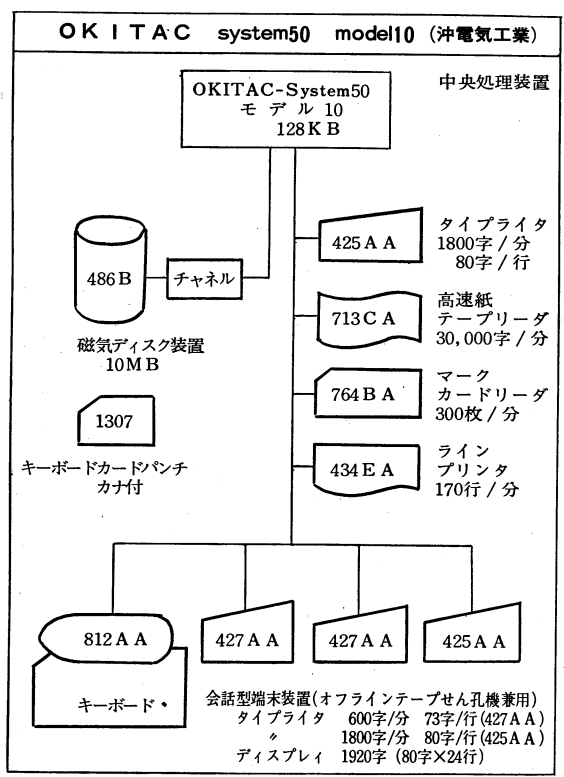 OKITAC system50 model10 (沖電気工業)
中央処理装置
OKITAC-System50
モデル10
128KB
486B
チャネル
磁気ディスク装置
10MB
1307
キーボードカードパンチ
カナ付
425AA
タイプライタ
1800字/分
80字/行
713CA
高速紙
テープリーダ
30,000字/分
764BA
マーク
カードリーダ
300枚/分
434EA
ライン
プリンタ
170行/分
812AA
キーボード・
427AA
427AA
425AA
会話型端末装置(オフラインテープせん孔機兼用)
タイプライタ 600字/分 73字/行(427AA)
〃 1800字/分 80字/行(425AA)
ディスプレィ 1920字 (80字×24行)